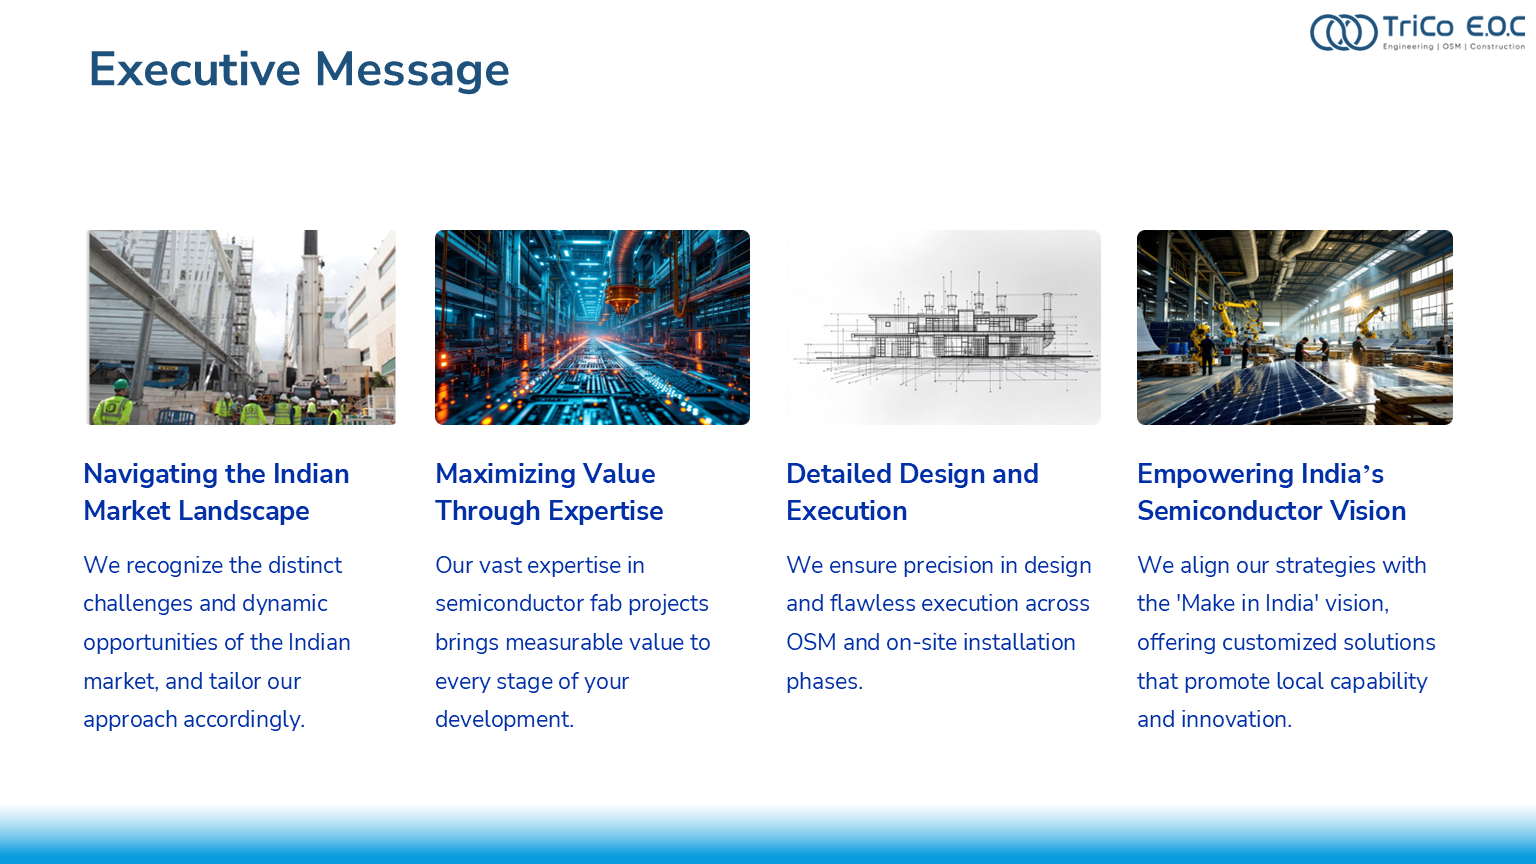 TriCo E.O.C
Engineering | OSM | Construction
Executive Message
Navigating the Indian
Market Landscape
We recognize the distinct
challenges and dynamic
opportunities of the Indian
market, and tailor our
approach accordingly.
Maximizing Value
Through Expertise
Our vast expertise in
semiconductor fab projects
brings measurable value to
every stage of your
development.
Detailed Design and
Execution
We ensure precision in design
and flawless execution across
OSM and on-site installation
phases.
Empowering India’s
Semiconductor Vision
We align our strategies with
the 'Make in India' vision,
offering customized solutions
that promote local capability
and innovation.